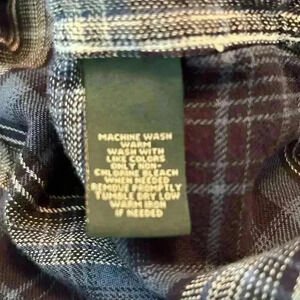 MACHINE WASH
WARM
WASH WITH
LIKE COLORS
ONLY NON-
CHLORINE BLEACH
WHEN NEEDED
REMOVE PROMPTLY
TUMBLE DRY LOW
WARM IRON
IF NEEDED